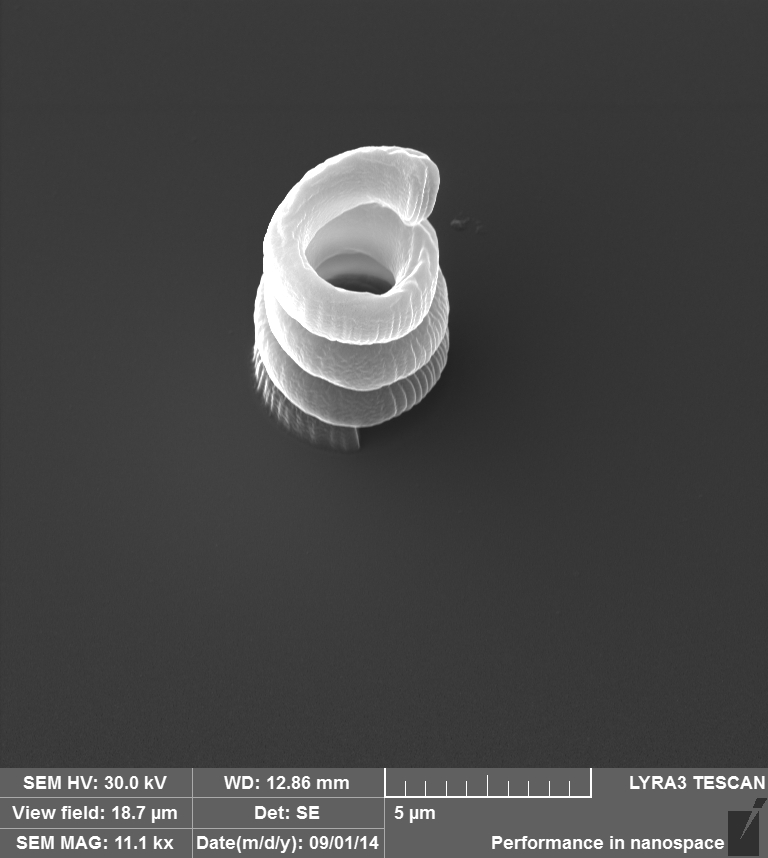 SEM HV: 30.0 kV
WD: 12.86 mm
LYRA3 TESCAN
View field: 18.7 µm
Det: SE
5 µm
SEM MAG: 11.1 kx
Date(m/d/y): 09/01/14
Performance in nanospace